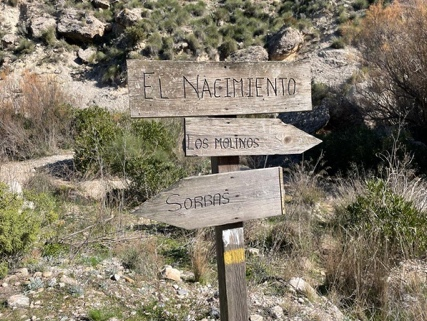 EL NACIMIENTO
LOS MOLINOS
SORBAS